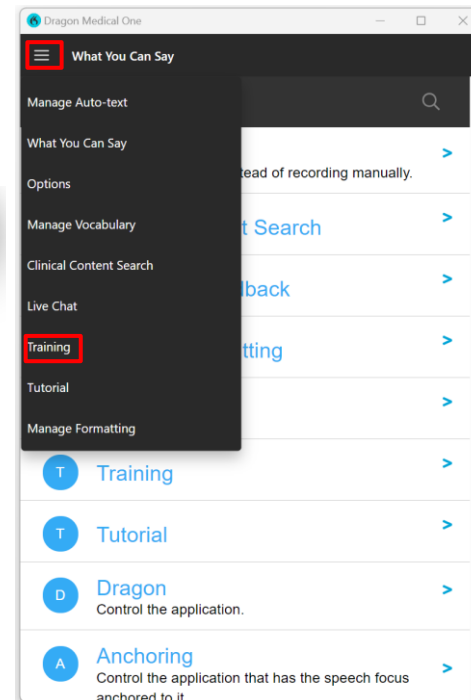 Dragon Medical One
What You Can Say
Manage Auto-text
What You Can Say
tead of recording manually.
Options
Manage Vocabulary
t Search
Clinical Content Search
lback
Live Chat
Training
tting
Tutorial
Manage Formatting
T Training
T Tutorial
D Dragon
Control the application.
A Anchoring
Control the application that has the speech focus
anchored to it